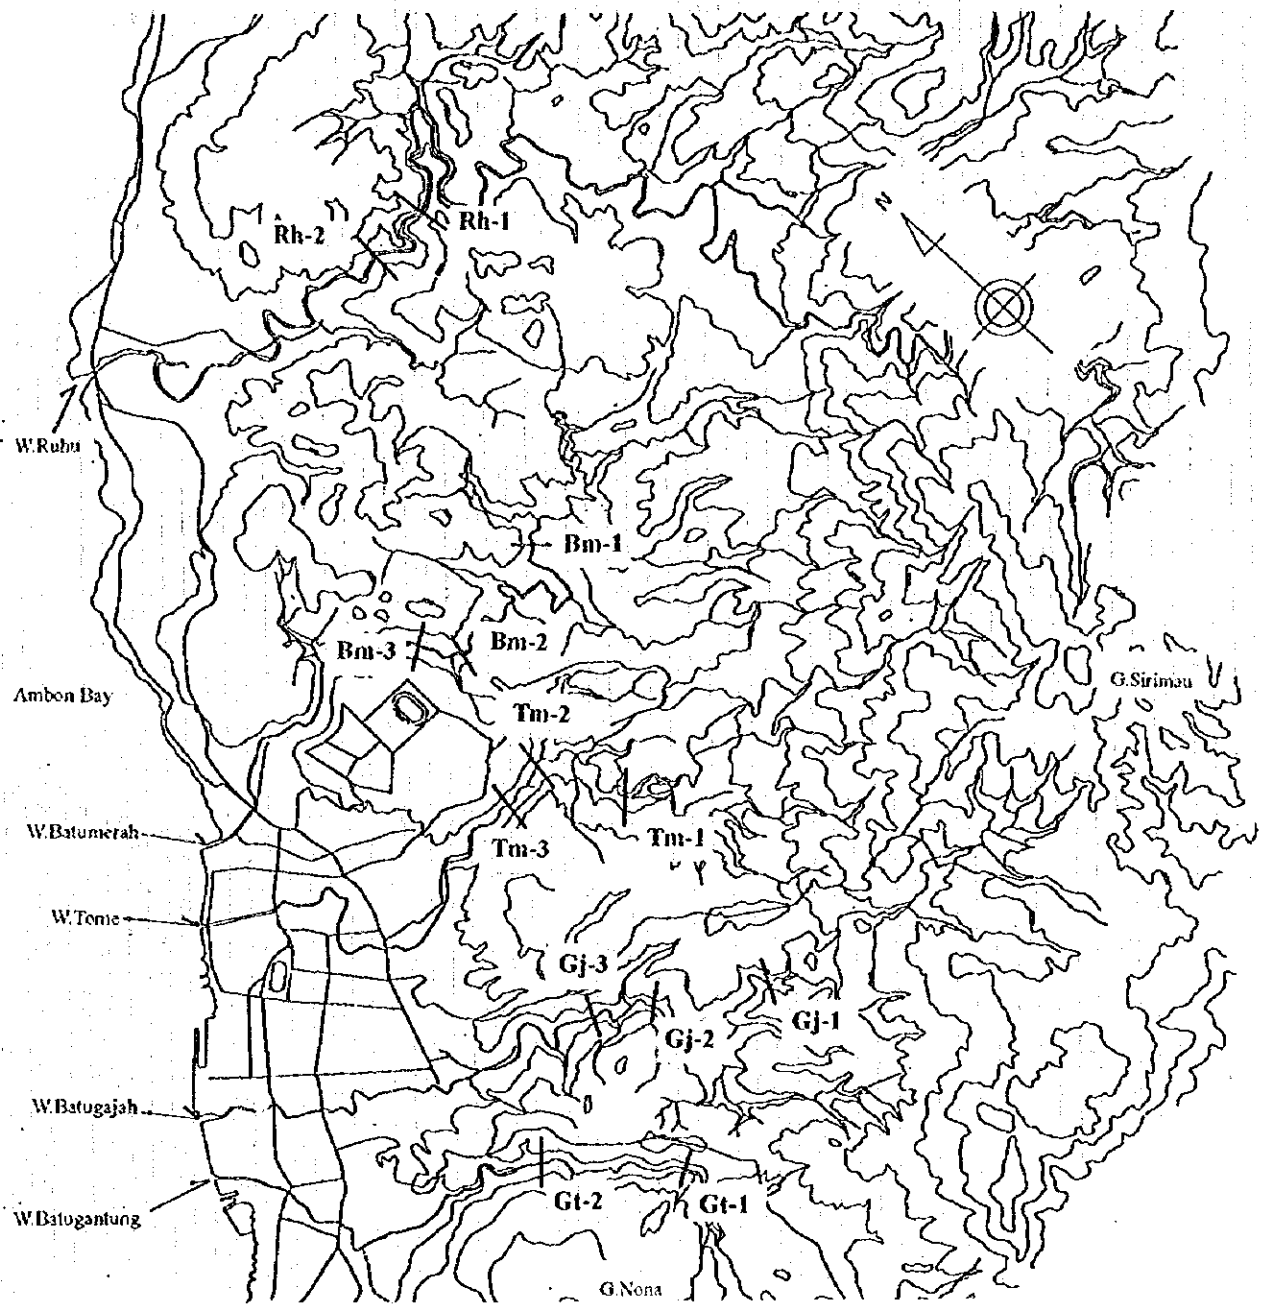 N
Rh-1
Rh-2
W.Ruhu
Bm-1
Bm-2
Bm-3
G.Sirimau
Ambon Bay
Tm-2
W.Batumerah
Tm-3
Tm-1
W.Tome
Gj-3
Gj-1
Gj-2
W.Batugajah
Gt-2
Gt-1
W.Batugantung
G.Nona